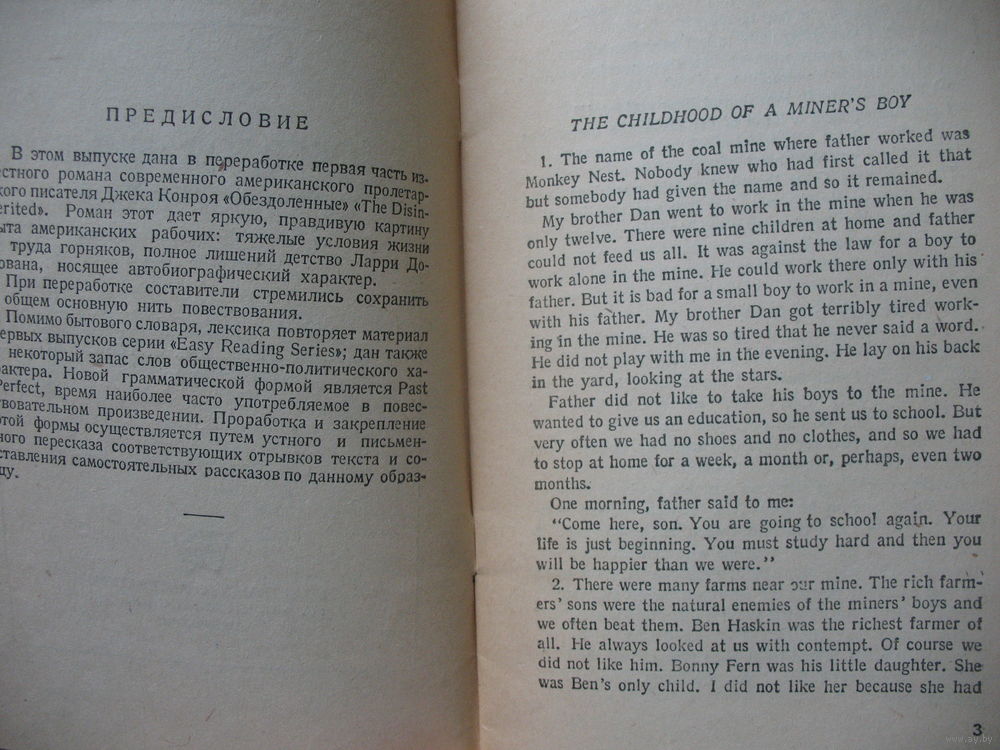 ПРЕДИСЛОВИЕ
В этом выпуске дана в переработке первая часть из-
естного романа современного американского пролетар-
кого писателя Джека Конроя «Обездоленные» «The Disin-
erited». Роман этот дает яркую, правдивую картину
ыта американских рабочих: тяжелые условия жизни
труда горняков, полное лишений детство Ларри До-
ована, носящее автобиографический характер.
При переработке составители стремились сохранить
общем основную нить повествования.
Помимо бытового словаря, лексика повторяет материал
ервых выпусков серии «Easy Reading Series»; дан также
некоторый запас слов общественно-политического ха-
актера. Новой грамматической формой является Past
Perfect, время наиболее часто употребляемое в повес-
твовательном произведении. Проработка и закрепление
той формы осуществляется путем устного и письмен-
ного пересказа соответствующих отрывков текста и со-
ставления самостоятельных рассказов по данному образ-
цу.
THE CHILDHOOD OF A MINER'S BOY
1. The name of the coal mine where father worked was
Monkey Nest. Nobody knew who had first called it that
but somebody had given the name and so it remained.
My brother Dan went to work in the mine when he was
only twelve. There were nine children at home and father
could not feed us all. It was against the law for a boy to
work alone in the mine. He could work there only with his
father. But it is bad for a small boy to work in a mine, even
with his father. My brother Dan got terribly tired work-
ing in the mine. He was so tired that he never said a word.
He did not play with me in the evening. He lay on his back
in the yard, looking at the stars.
Father did not like to take his boys to the mine. He
wanted to give us an education, so he sent us to school. But
very often we had no shoes and no clothes, and so we had
to stop at home for a week, a month or, perhaps, even two
months.
One morning, father said to me:
"Come here, son. You are going to school again. Your
life is just beginning. You must study hard and then you
will be happier than we were."
2. There were many farms near our mine. The rich farm-
ers' sons were the natural enemies of the miners' boys and
we often beat them. Ben Haskin was the richest farmer of
all. He always looked at us with contempt. Of course we
did not like him. Bonny Fern was his little daughter. She
was Ben's only child. I did not like her because she had
3
www.ay.by